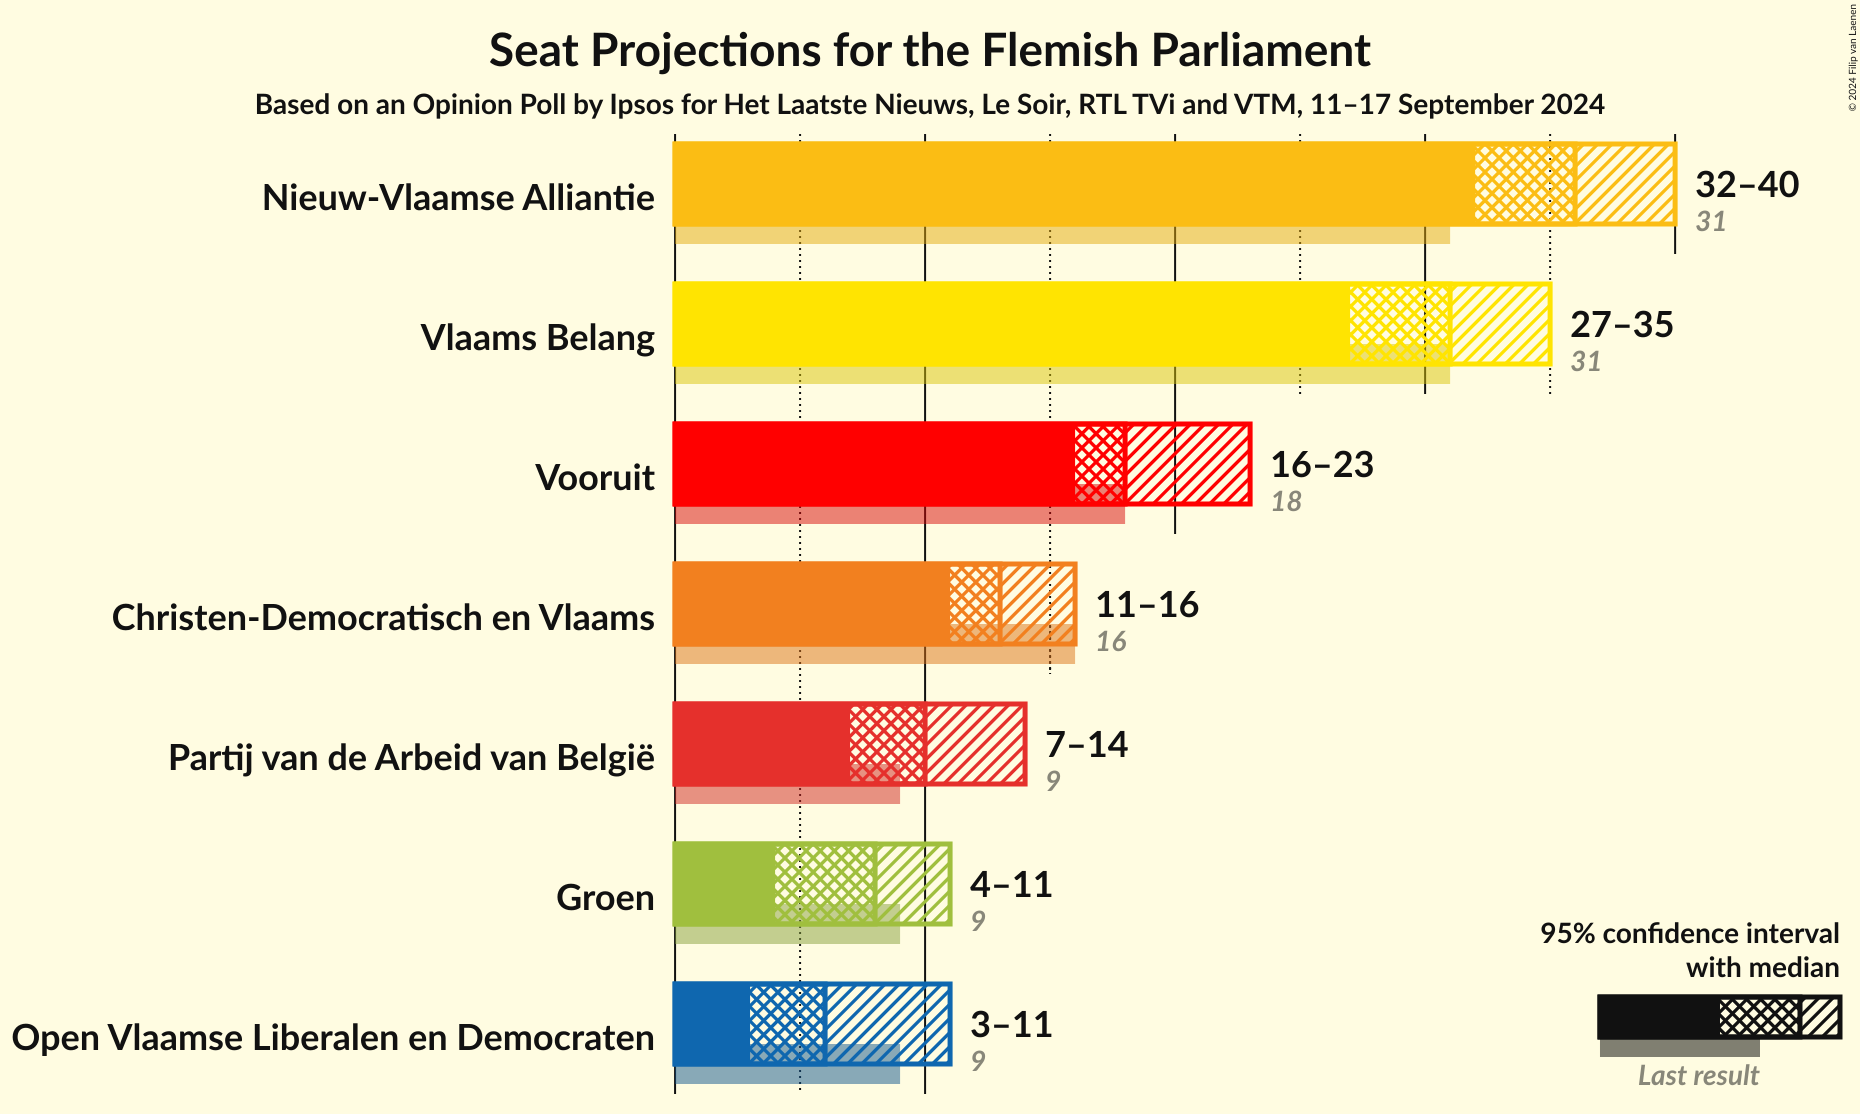 Seat Projections for the Flemish Parliament
Based on an Opinion Poll by Ipsos for Het Laatste Nieuws, Le Soir, RTL TVi and VTM, 11–17 September 2024
© 2024 Filip van Laenen
Nieuw-Vlaamse Alliantie
32–40
31
Vlaams Belang
27–35
31
Vooruit
16–23
18
Christen-Democratisch en Vlaams
11–16
16
Partij van de Arbeid van België
7–14
9
Groen
4–11
9
Open Vlaamse Liberalen en Democraten
3–11
9
95% confidence interval
with median
Last result